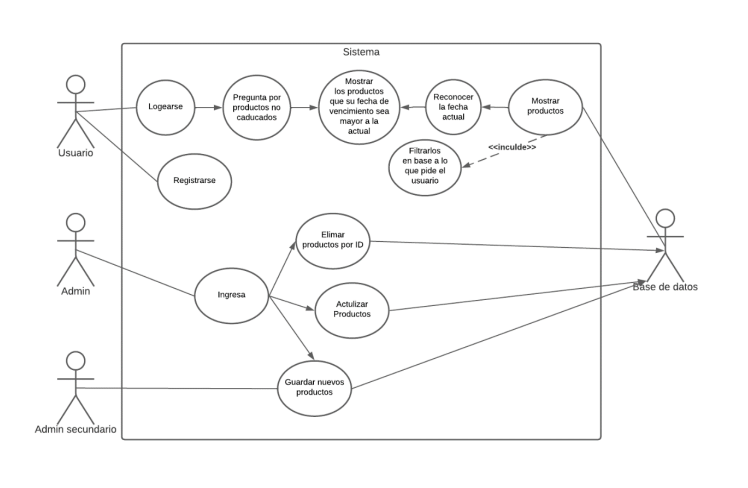 Sistema
Logearse
Pregunta por
productos no
caducados
Mostrar
los productos
que su fecha de
vencimiento sea
mayor a la
actual
Reconocer
la fecha
actual
Mostrar
productos
<<inculde>>
Filtrarlos
en base a lo
que pide el
usuario
Usuario
Registrarse
Elimar
productos por ID
Admin
Ingresa
Actulizar
Productos
Base de datos
Guardar nuevos
productos
Admin secundario